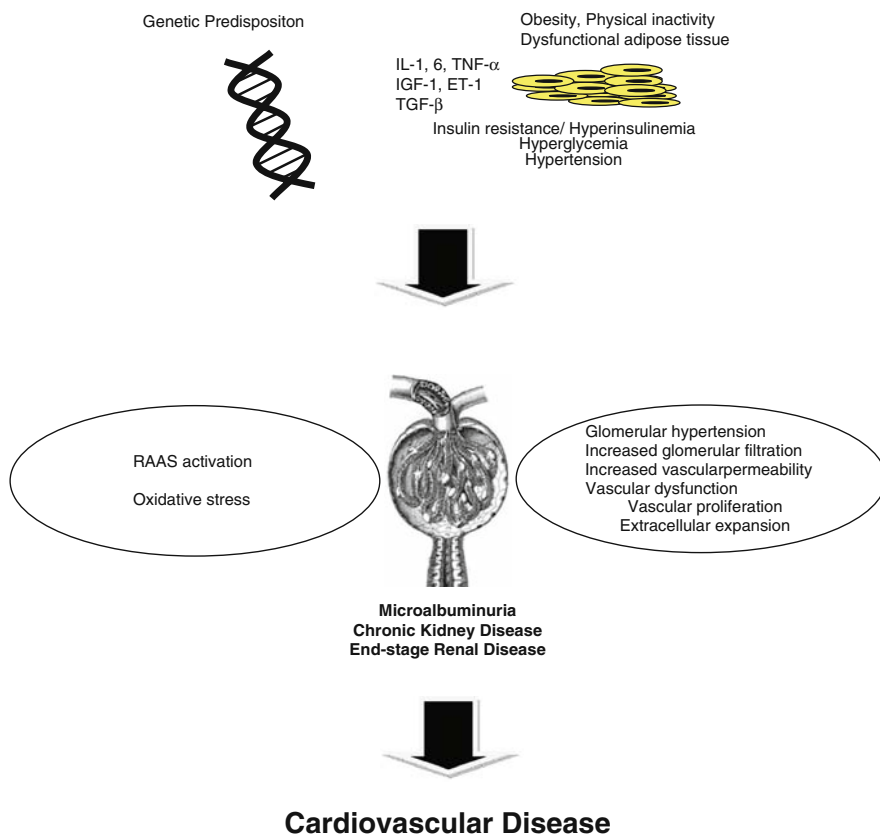 Genetic Predispositon
Obesity, Physical inactivity
Dysfunctional adipose tissue
IL-1, 6, TNF-α
IGF-1, ET-1
TGF-β
Insulin resistance/ Hyperinsulinemia
Hyperglycemia
Hypertension
RAAS activation
Oxidative stress
Glomerular hypertension
Increased glomerular filtration
Increased vascularpermeability
Vascular dysfunction
Vascular proliferation
Extracellular expansion
Microalbuminuria
Chronic Kidney Disease
End-stage Renal Disease
Cardiovascular Disease